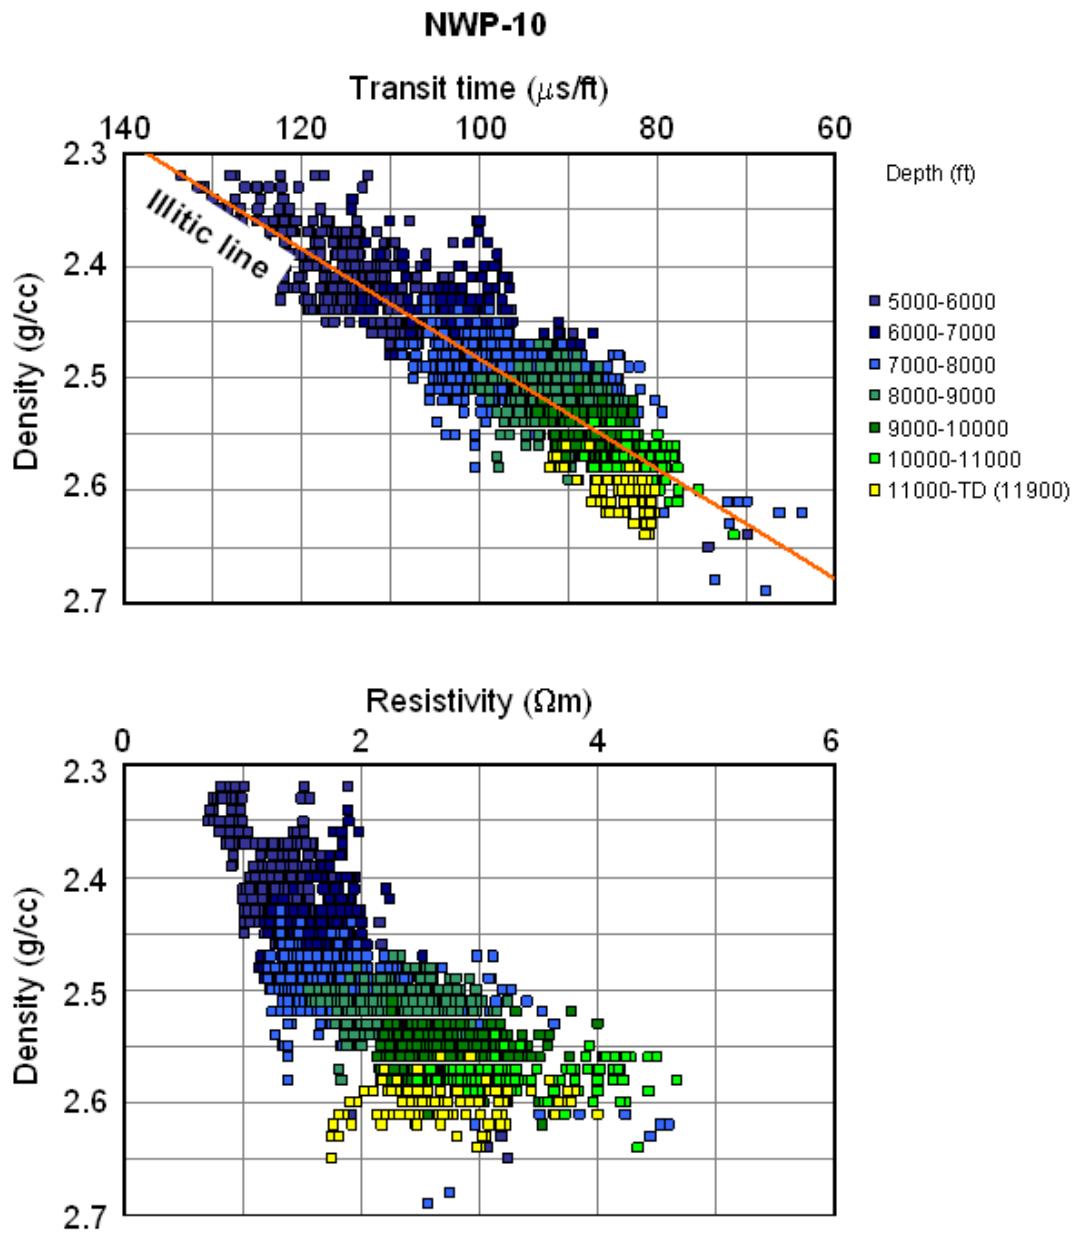 NWP-10
Transit time (μs/ft)
140 120 100 80 60
2.3
2.4
2.5
2.6
2.7
Density (g/cc)
Illitic line
Depth (ft)
5000-6000
6000-7000
7000-8000
8000-9000
9000-10000
10000-11000
11000-TD (11900)
Resistivity (Ωm)
0 2 4 6
2.3
2.4
2.5
2.6
2.7
Density (g/cc)